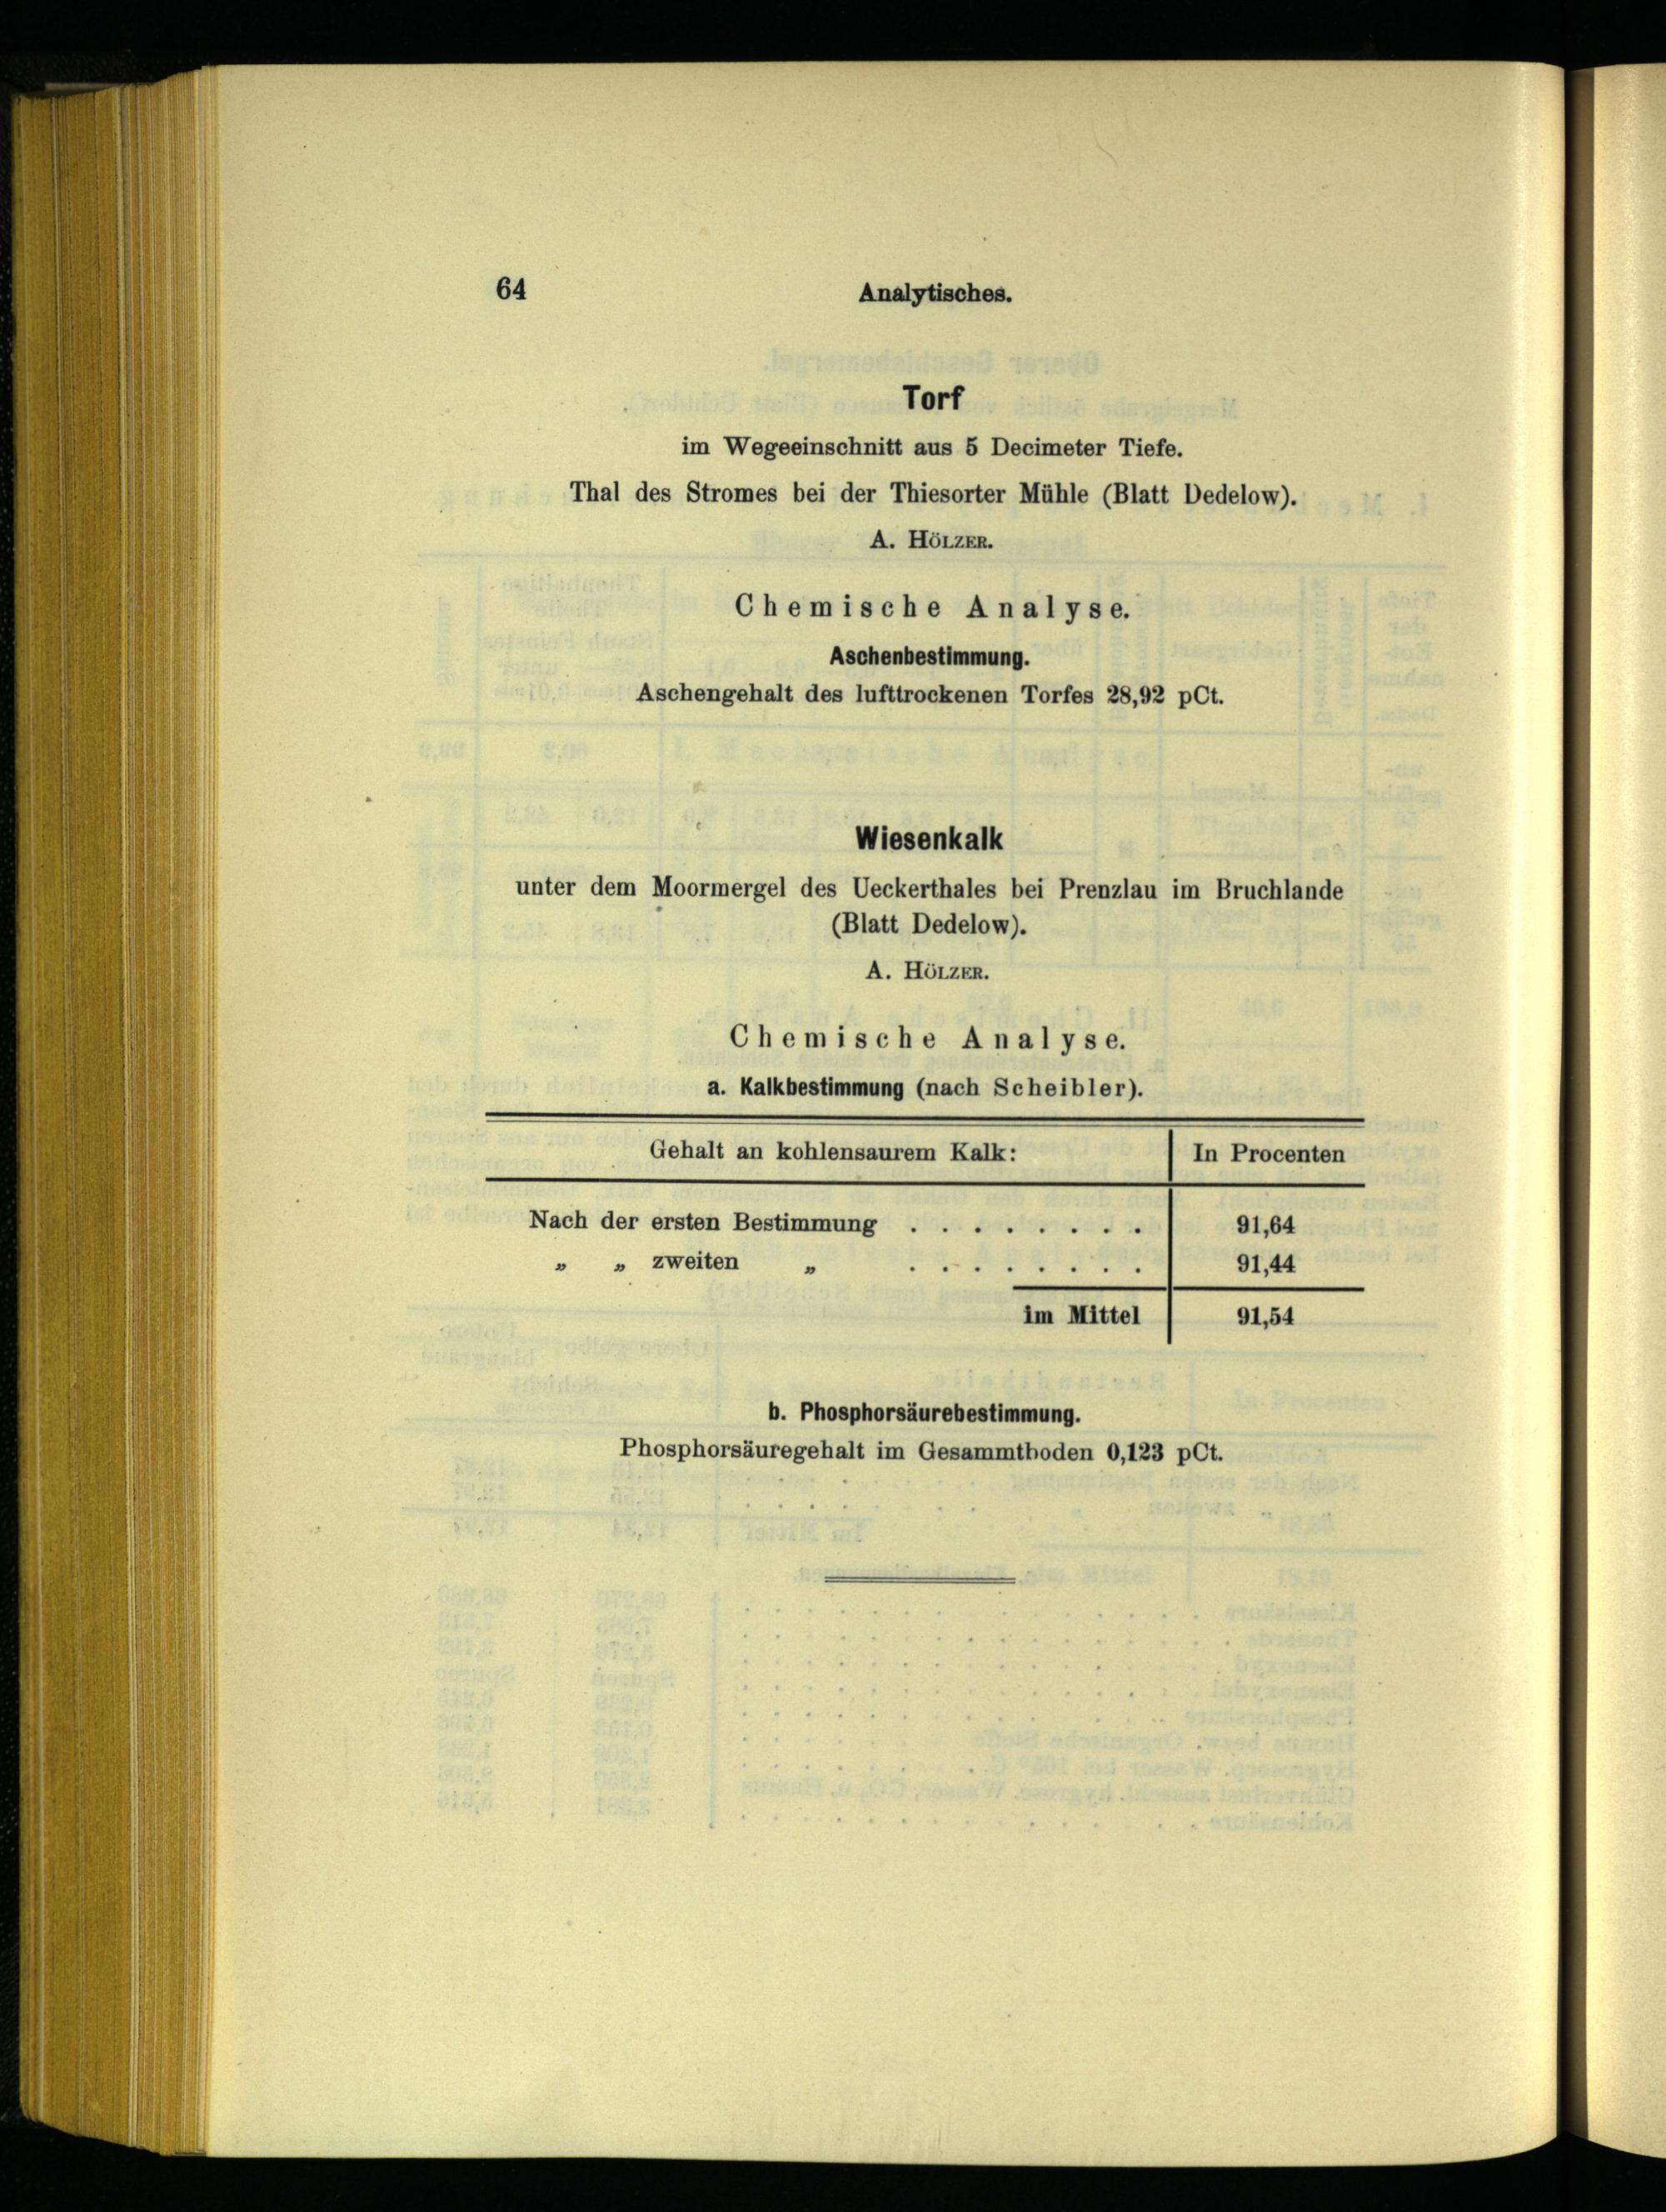 64 Analytisches.
Torf
im Wegeeinschnitt aus 5 Decimeter Tiefe.
Thal des Stromes bei der Thiesorter Mühle (Blatt Dedelow).
A. Hölzer.
Chemische Analyse.
Aschenbestimmung.
Aschengehalt des lufttrockenen Torfes 28,92 pCt.
Wiesenkalk
unter dem Moormergel des Ueckerthales bei Prenzlau im Bruchlande
(Blatt Dedelow).
A. Hölzer.
Chemische Analyse.
a. Kalkbestimmung (nach Scheibler).
Gehalt an kohlensaurem Kalk: In Procenten
Nach der ersten Bestimmung . . . . . . . . 91,64
„ „ zweiten „ . . . . . . . . 91,44
im Mittel 91,54
b. Phosphorsäurebestimmung.
Phosphorsäuregehalt im Gesammtboden 0,123 pCt.